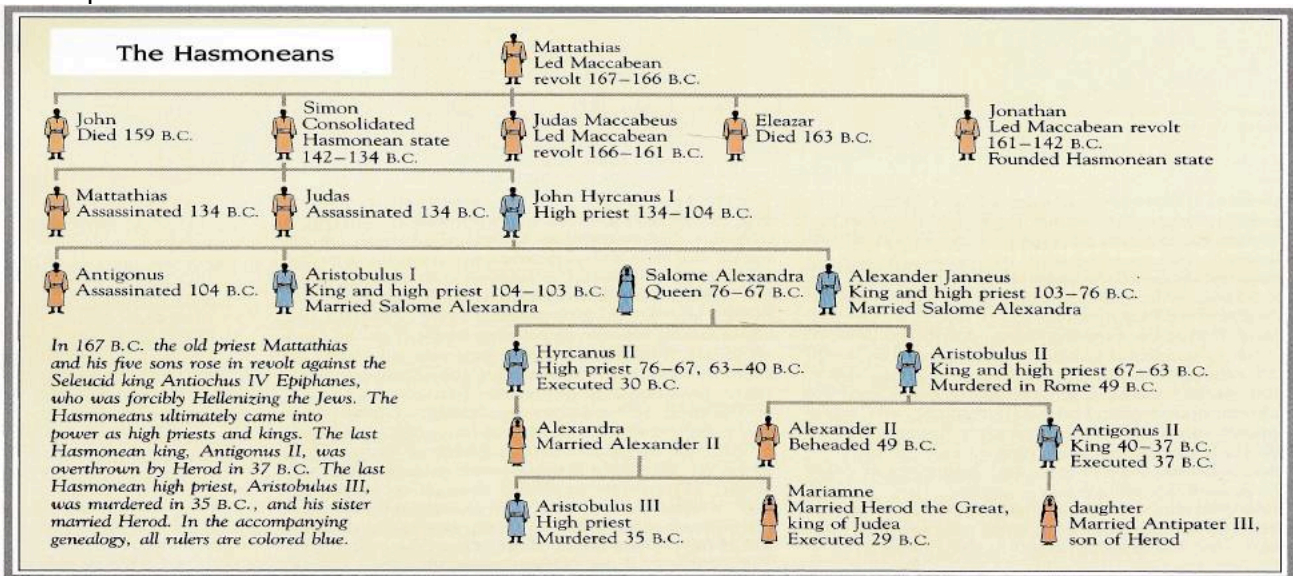 The Hasmoneans
Mattathias
Led Maccabean
revolt 167–166 B.C.
John
Died 159 B.C.
Simon
Consolidated
Hasmonean state
142–134 B.C.
Judas Maccabeus
Led Maccabean
revolt 166–161 B.C.
Eleazar
Died 163 B.C.
Jonathan
Led Maccabean revolt
161–142 B.C.
Founded Hasmonean state
Mattathias
Assassinated 134 B.C.
Judas
Assassinated 134 B.C.
John Hyrcanus I
High priest 134–104 B.C.
Antigonus
Assassinated 104 B.C.
Aristobulus I
King and high priest 104–103 B.C.
Married Salome Alexandra
Salome Alexandra
Queen 76–67 B.C.
Alexander Janneus
King and high priest 103–76 B.C.
Married Salome Alexandra
In 167 B.C. the old priest Mattathias
and his five sons rose in revolt against the
Seleucid king Antiochus IV Epiphanes,
who was forcibly Hellenizing the Jews. The
Hasmoneans ultimately came into
power as high priests and kings. The last
Hasmonean king, Antigonus II, was
overthrown by Herod in 37 B.C. The last
Hasmonean high priest, Aristobulus III,
was murdered in 35 B.C., and his sister
married Herod. In the accompanying
genealogy, all rulers are colored blue.
Hyrcanus II
High priest 76–67, 63–40 B.C.
Executed 30 B.C.
Aristobulus II
King and high priest 67–63 B.C.
Murdered in Rome 49 B.C.
Alexandra
Married Alexander II
Alexander II
Beheaded 49 B.C.
Antigonus II
King 40–37 B.C.
Executed 37 B.C.
Aristobulus III
High priest
Murdered 35 B.C.
Mariamne
Married Herod the Great,
king of Judea
Executed 29 B.C.
daughter
Married Antipater III,
son of Herod